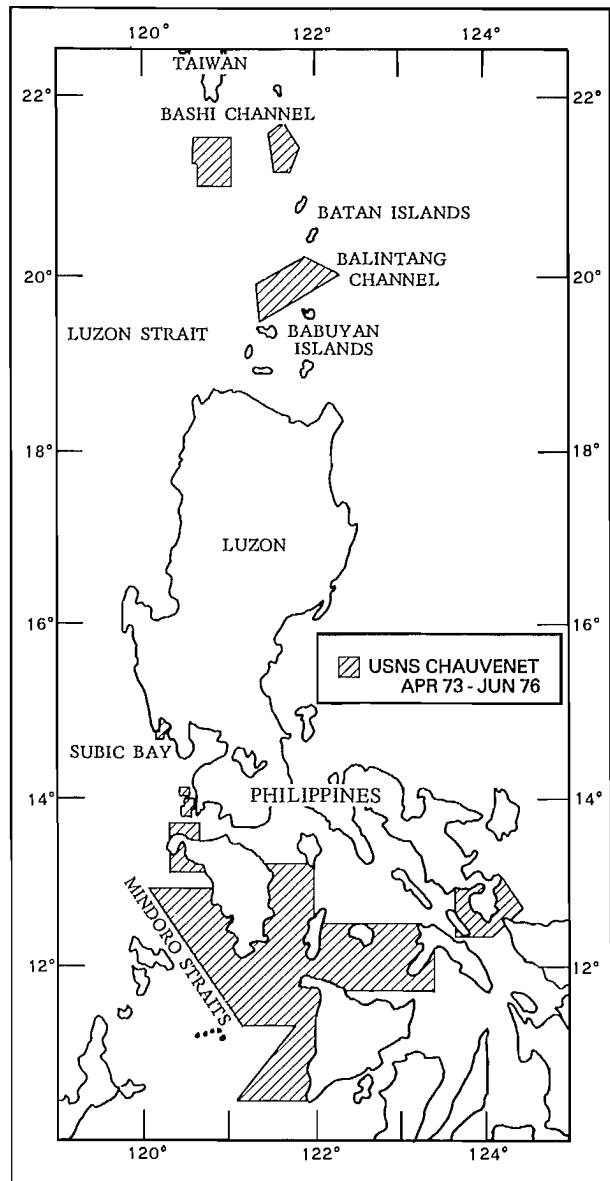 120° 122° 124°
TAIWAN
22° 22°
BASHI CHANNEL
BATAN ISLANDS
BALINTANG
CHANNEL
20° 20°
LUZON STRAIT
BABUYAN
ISLANDS
18° 18°
LUZON
16° 16°
USNS CHAUVENET
APR 73 - JUN 76
SUBIC BAY
14° 14°
PHILIPPINES
MINDORO STRAITS
12° 12°
120° 122° 124°